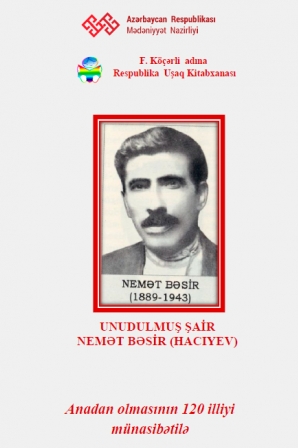 Azərbaycan Respublikası
Mədəniyyət Nazirliyi
F. Köçərli adına
Respublika Uşaq Kitabxanası
NEMƏT BƏSİR
(1889-1943)
UNUDULMUŞ ŞAİR
NEMƏT BƏSİR (HACIYEV)
Anadan olmasının 120 illiyi
münasibətilə